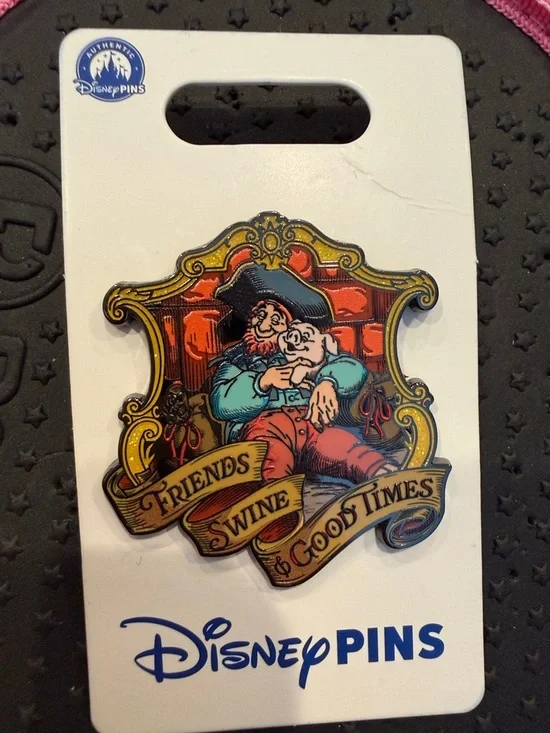 AUTHENTIC
DISNEY PINS
FRIENDS
SWINE
& GOOD TIMES
DISNEY PINS